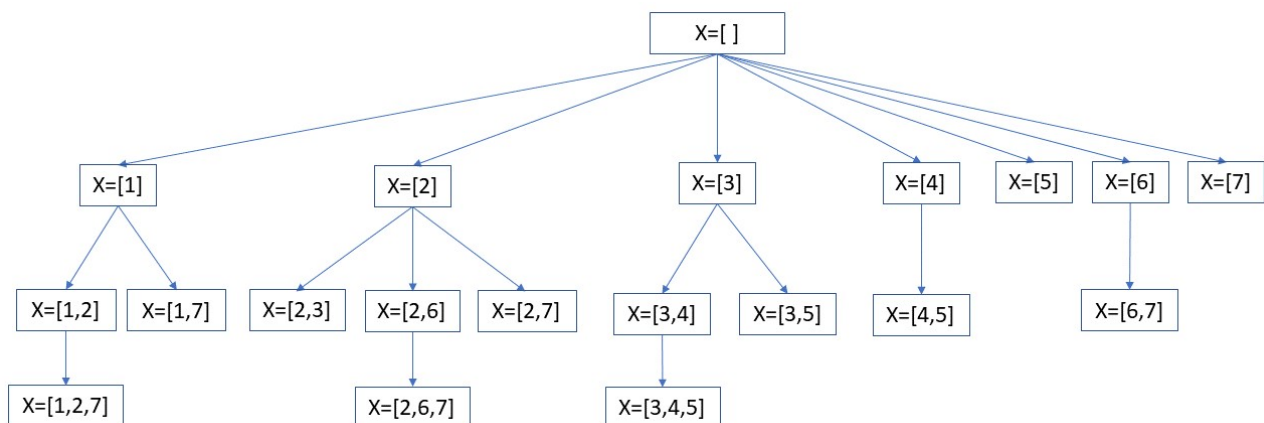 X=[ ]
X=[1]
X=[2]
X=[3]
X=[4]
X=[5]
X=[6]
X=[7]
X=[1,2]
X=[1,7]
X=[2,3]
X=[2,6]
X=[2,7]
X=[3,4]
X=[3,5]
X=[4,5]
X=[6,7]
X=[1,2,7]
X=[2,6,7]
X=[3,4,5]